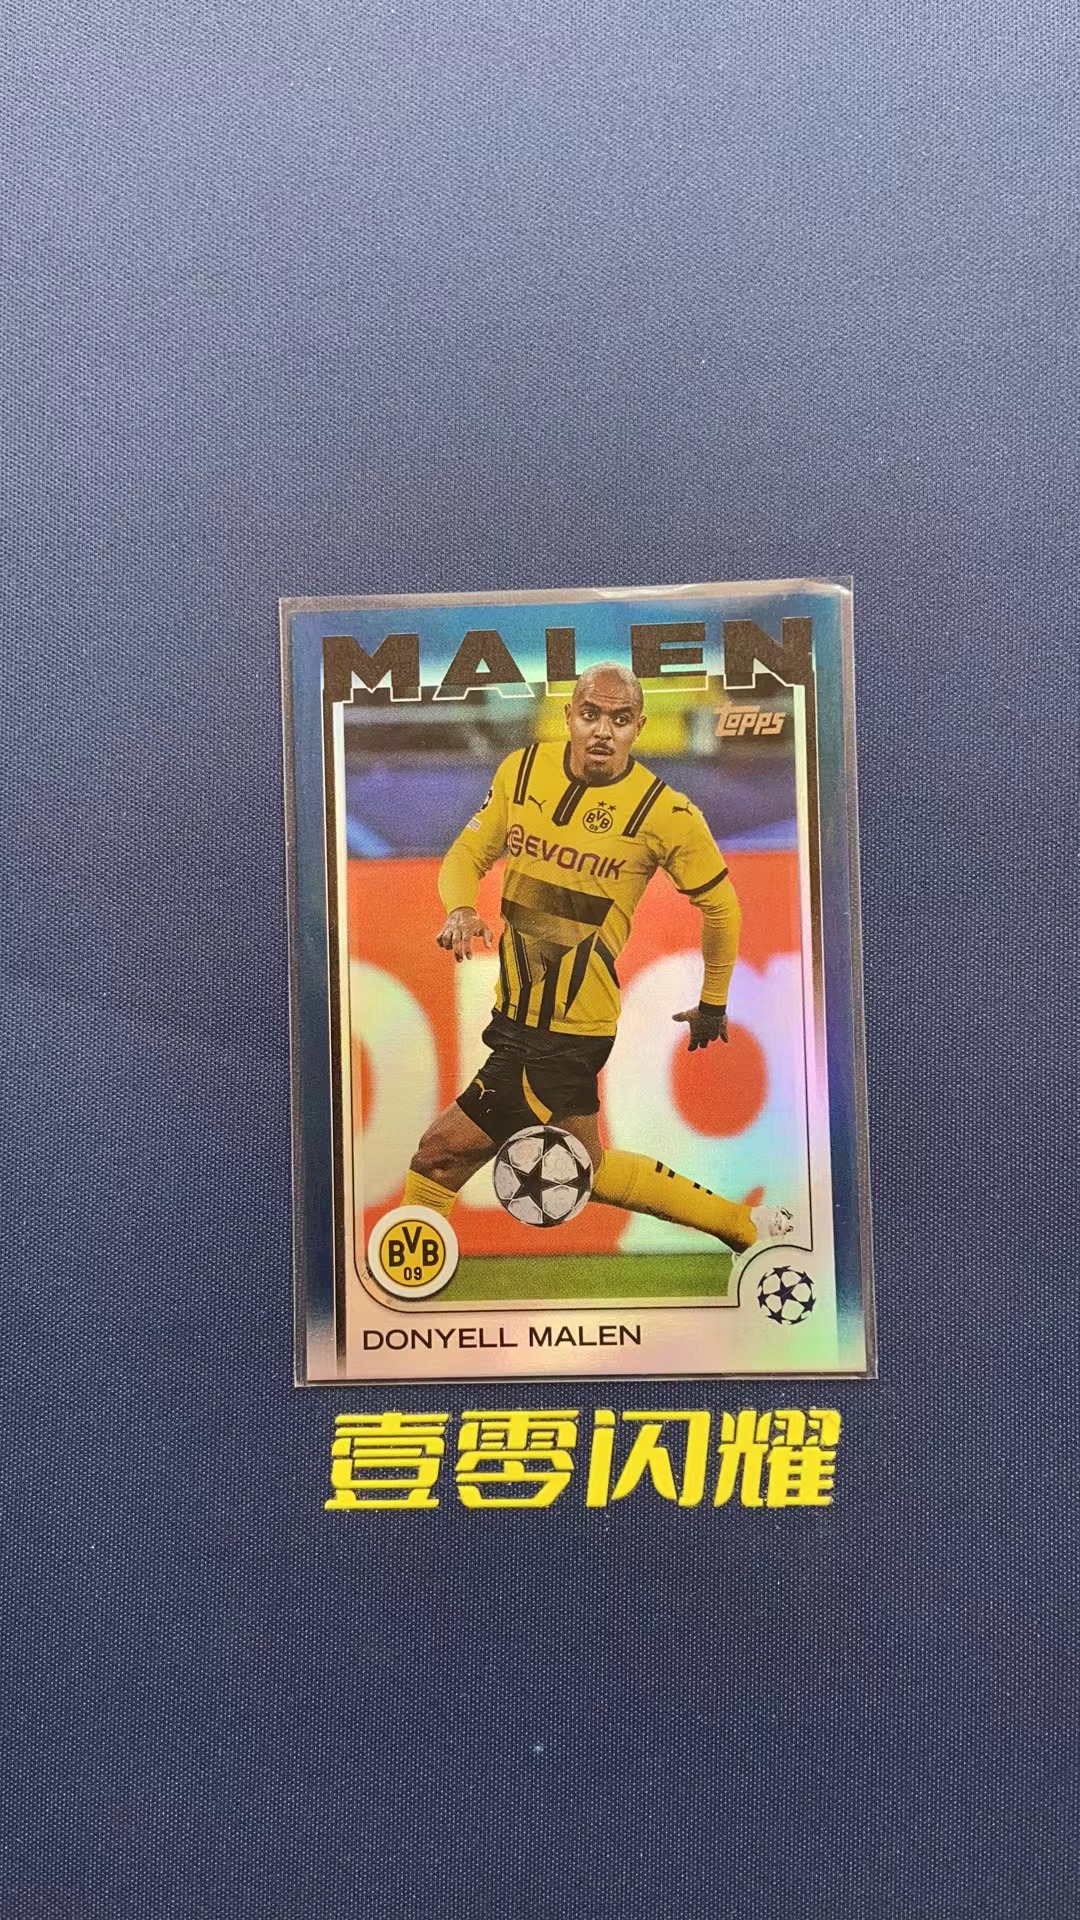 MALEN
Topps
BVB
09
EVONIK
BVB
09
DONYELL MALEN
壹零闪耀